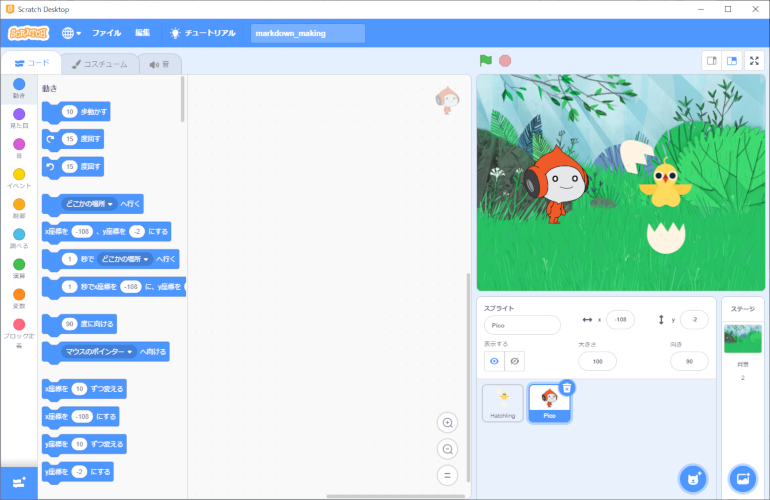 Scratch Desktop
SCRATCH
ファイル
編集
チュートリアル
markdown_making
コード
コスチューム
音
動き
見た目
音
イベント
制御
調べる
演算
変数
ブロック定義
動き
10 歩動かす
15 度回す
15 度回す
どこかの場所 へ行く
x座標を -108 、y座標を -2 にする
1 秒で どこかの場所 へ行く
1 秒でx座標を -108 に、y座標を
90 度に向ける
マウスのポインター へ向ける
x座標を 10 ずつ変える
x座標を -108 にする
y座標を 10 ずつ変える
y座標を -2 にする
スプライト
Pico
x -108
y -2
表示する
大きさ
100
向き
90
Hatchling
Pico
ステージ
背景
2